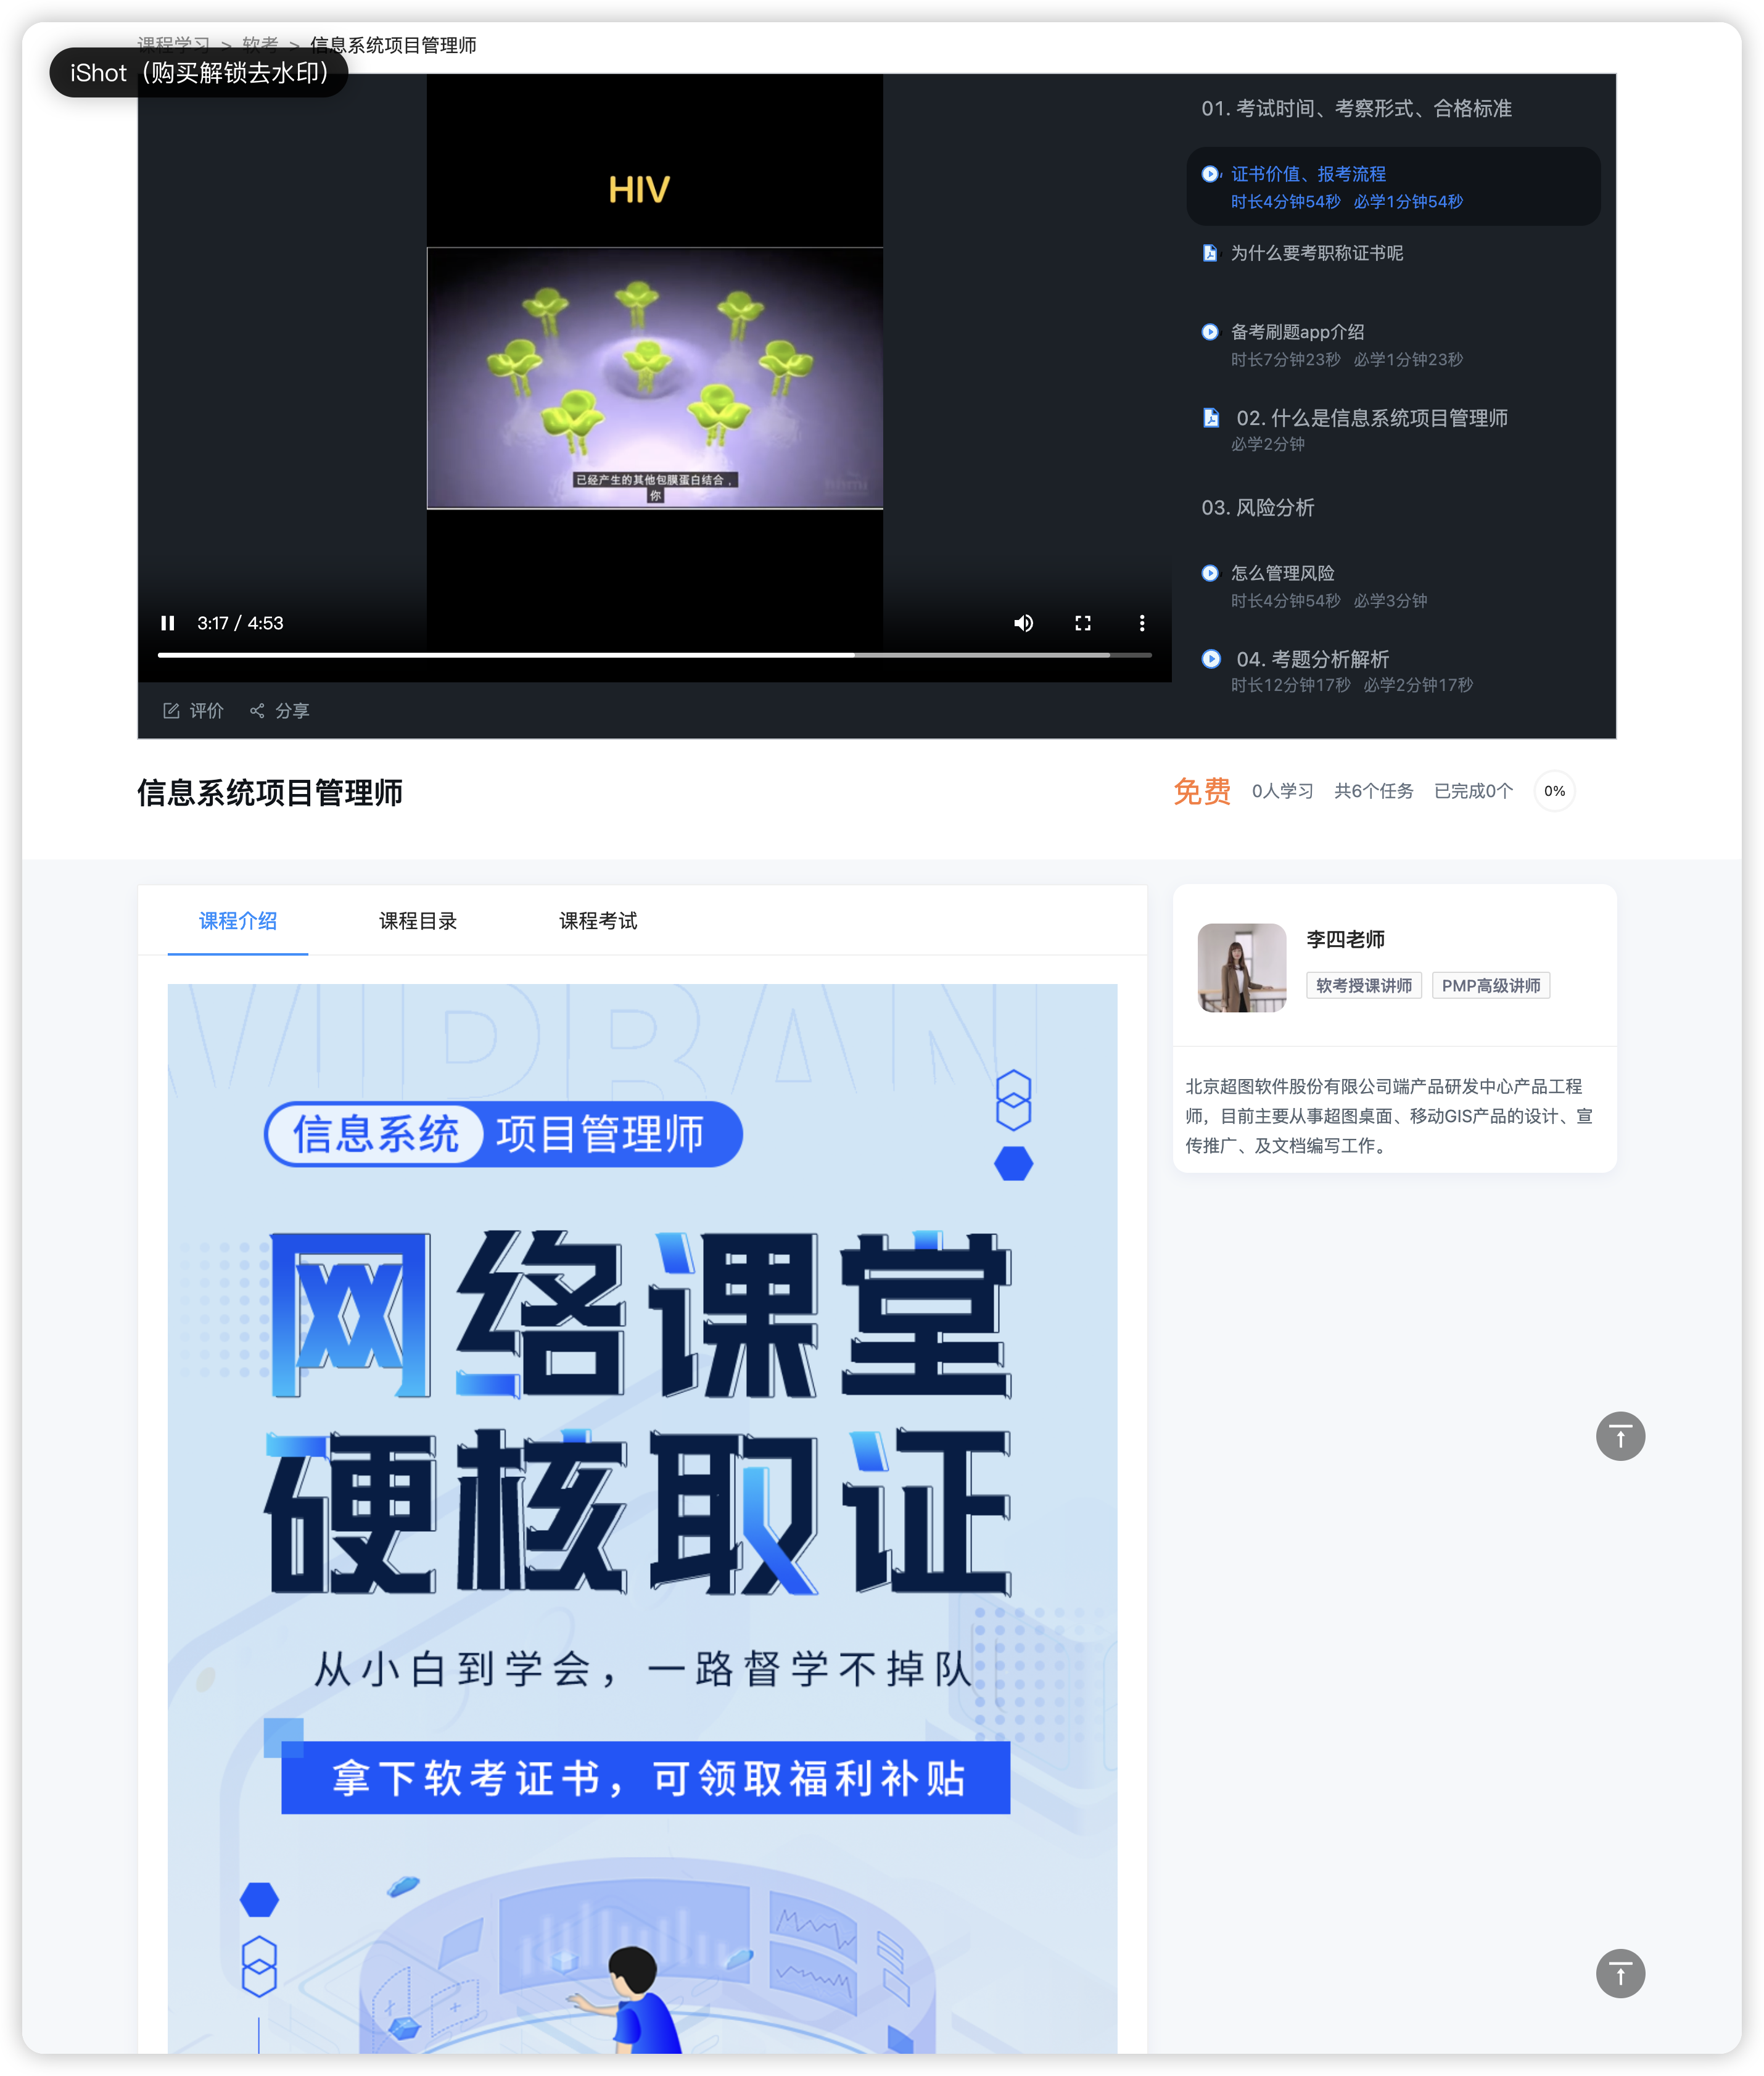 课程学习 > 软考 > 信息系统项目管理师
iShot（购买解锁去水印）
HIV
已经产生的其他包膜蛋白结合，
你
3:17 / 4:53
评价 分享
01. 考试时间、考察形式、合格标准
证书价值、报考流程
时长4分钟54秒 必学1分钟54秒
为什么要考职称证书呢
备考刷题app介绍
时长7分钟23秒 必学1分钟23秒
02. 什么是信息系统项目管理师
必学2分钟
03. 风险分析
怎么管理风险
时长4分钟54秒 必学3分钟
04. 考题分析解析
时长12分钟17秒 必学2分钟17秒
信息系统项目管理师
免费 0人学习 共6个任务 已完成0个 0%
课程介绍 课程目录 课程考试
信息系统 项目管理师
网络课堂
硬核取证
从小白到学会，一路督学不掉队
拿下软考证书，可领取福利补贴
李四老师
软考授课讲师 PMP高级讲师
北京超图软件股份有限公司端产品研发中心产品工程
师，目前主要从事超图桌面、移动GIS产品的设计、宣
传推广、及文档编写工作。